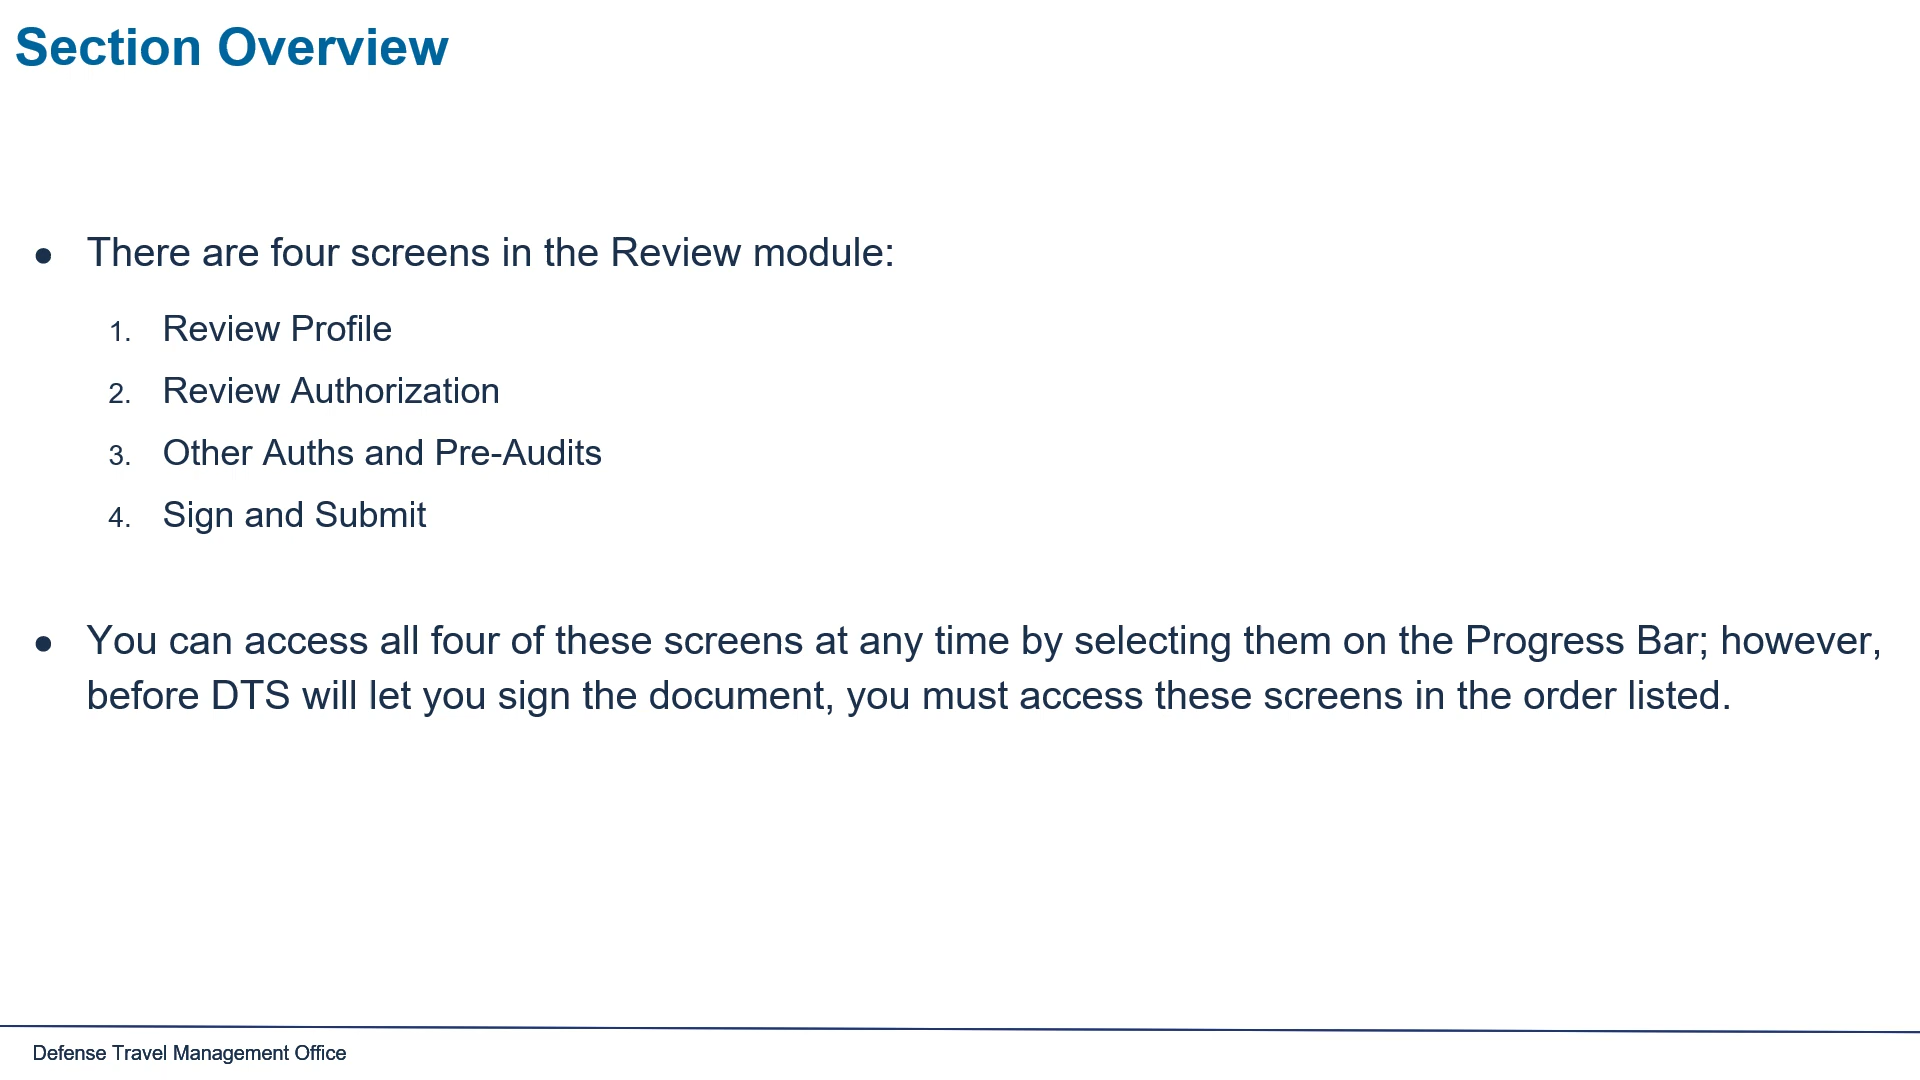 Section Overview
● There are four screens in the Review module:
1. Review Profile
2. Review Authorization
3. Other Auths and Pre-Audits
4. Sign and Submit
● You can access all four of these screens at any time by selecting them on the Progress Bar; however,
before DTS will let you sign the document, you must access these screens in the order listed.
Defense Travel Management Office